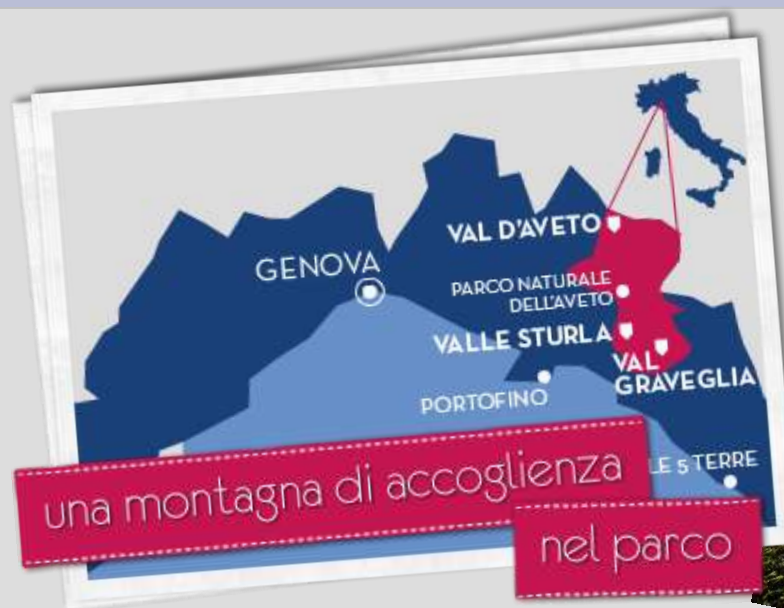 VAL D'AVETO
GENOVA
PARCO NATURALE
DELL'AVETO
VALLE STURLA
VAL
GRAVEGLIA
PORTOFINO
LE 5 TERRE
una montagna di accoglienza
nel parco